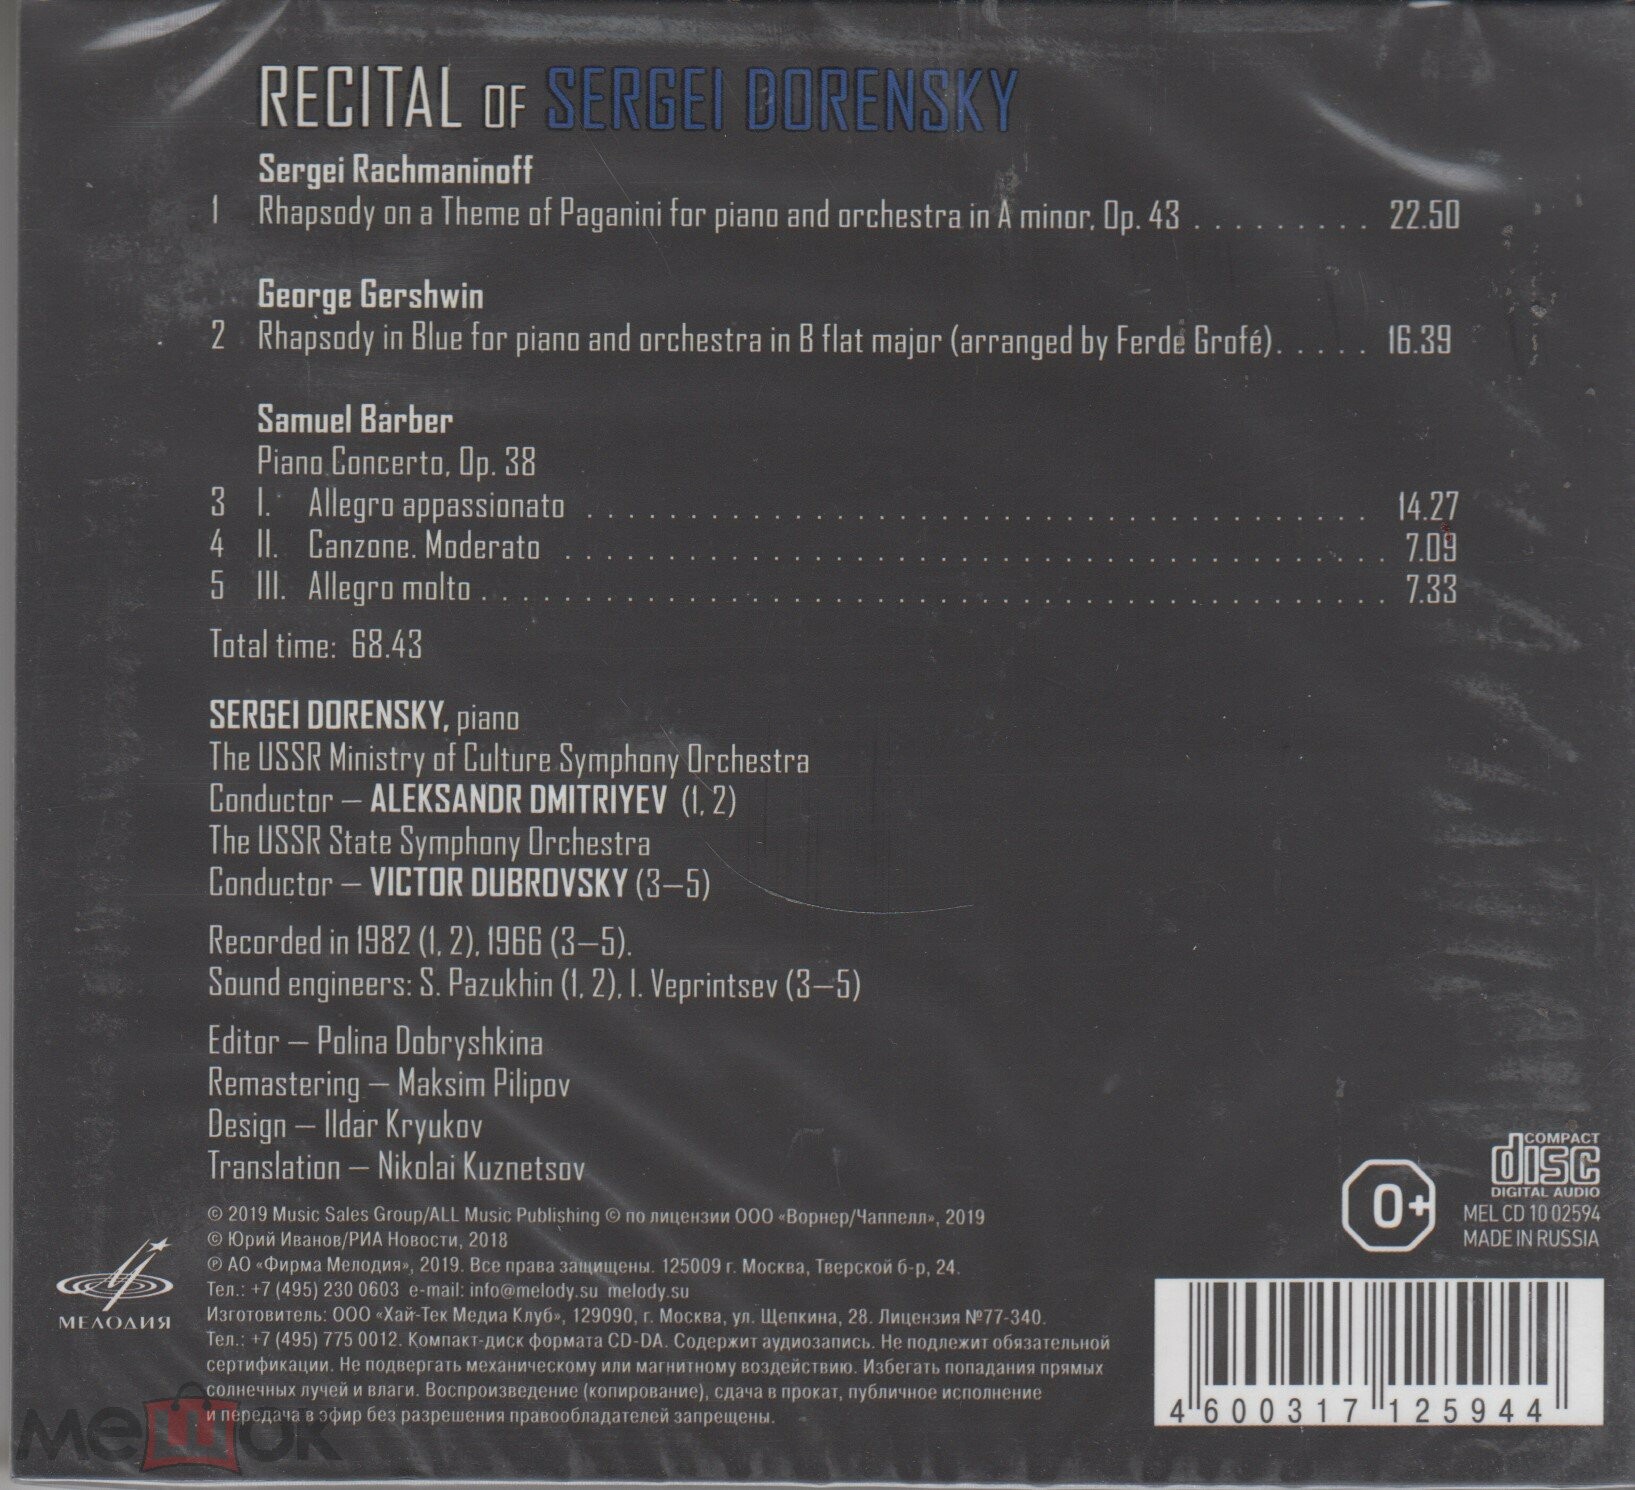 RECITAL OF SERGEI DORENSKY
Sergei Rachmaninoff
1 Rhapsody on a Theme of Paganini for piano and orchestra in A minor, Op. 43 . . . . . . . . . 22.50
George Gershwin
2 Rhapsody in Blue for piano and orchestra in B flat major (arranged by Ferde Grofé). . . . . 16.39
Samuel Barber
Piano Concerto, Op. 38
3 I. Allegro appassionato . . . . . . . . . . . . . . . . . . . . . . . . . . . . . . . . . . . . . . 14.27
4 II. Canzone. Moderato . . . . . . . . . . . . . . . . . . . . . . . . . . . . . . . . . . . . . . . . 7.09
5 III. Allegro molto . . . . . . . . . . . . . . . . . . . . . . . . . . . . . . . . . . . . . . . . . . . . 7.33
Total time: 68.43
SERGEI DORENSKY, piano
The USSR Ministry of Culture Symphony Orchestra
Conductor – ALEKSANDR DMITRIYEV (1, 2)
The USSR State Symphony Orchestra
Conductor – VICTOR DUBROVSKY (3–5)
Recorded in 1982 (1, 2), 1966 (3–5).
Sound engineers: S. Pazukhin (1, 2), I. Veprintsev (3–5)
Editor – Polina Dobryshkina
Remastering – Maksim Pilipov
Design – Ildar Kryukov
Translation – Nikolai Kuznetsov
© 2019 Music Sales Group/ALL Music Publishing © по лицензии ООО «Ворнер/Чаппелл», 2019
© Юрий Иванов/РИА Новости, 2018
℗ АО «Фирма Мелодия», 2019. Все права защищены. 125009 г. Москва, Тверской б-р, 24.
Тел.: +7 (495) 230 0603 e-mail: info@melody.su melody.su
Изготовитель: ООО «Хай-Тек Медиа Клуб», 129090, г. Москва, ул. Щепкина, 28. Лицензия №77-340.
Тел.: +7 (495) 775 0012. Компакт-диск формата CD-DA. Содержит аудиозапись. Не подлежит обязательной
сертификации. Не подвергать механическому или магнитному воздействию. Избегать попадания прямых
солнечных лучей и влаги. Воспроизведение (копирование), сдача в прокат, публичное исполнение
и передача в эфир без разрешения правообладателей запрещены.
МЕЛОДИЯ
0+
COMPACT
disc
DIGITAL AUDIO
MEL CD 10 02594
MADE IN RUSSIA
4 600317 125944
мешок